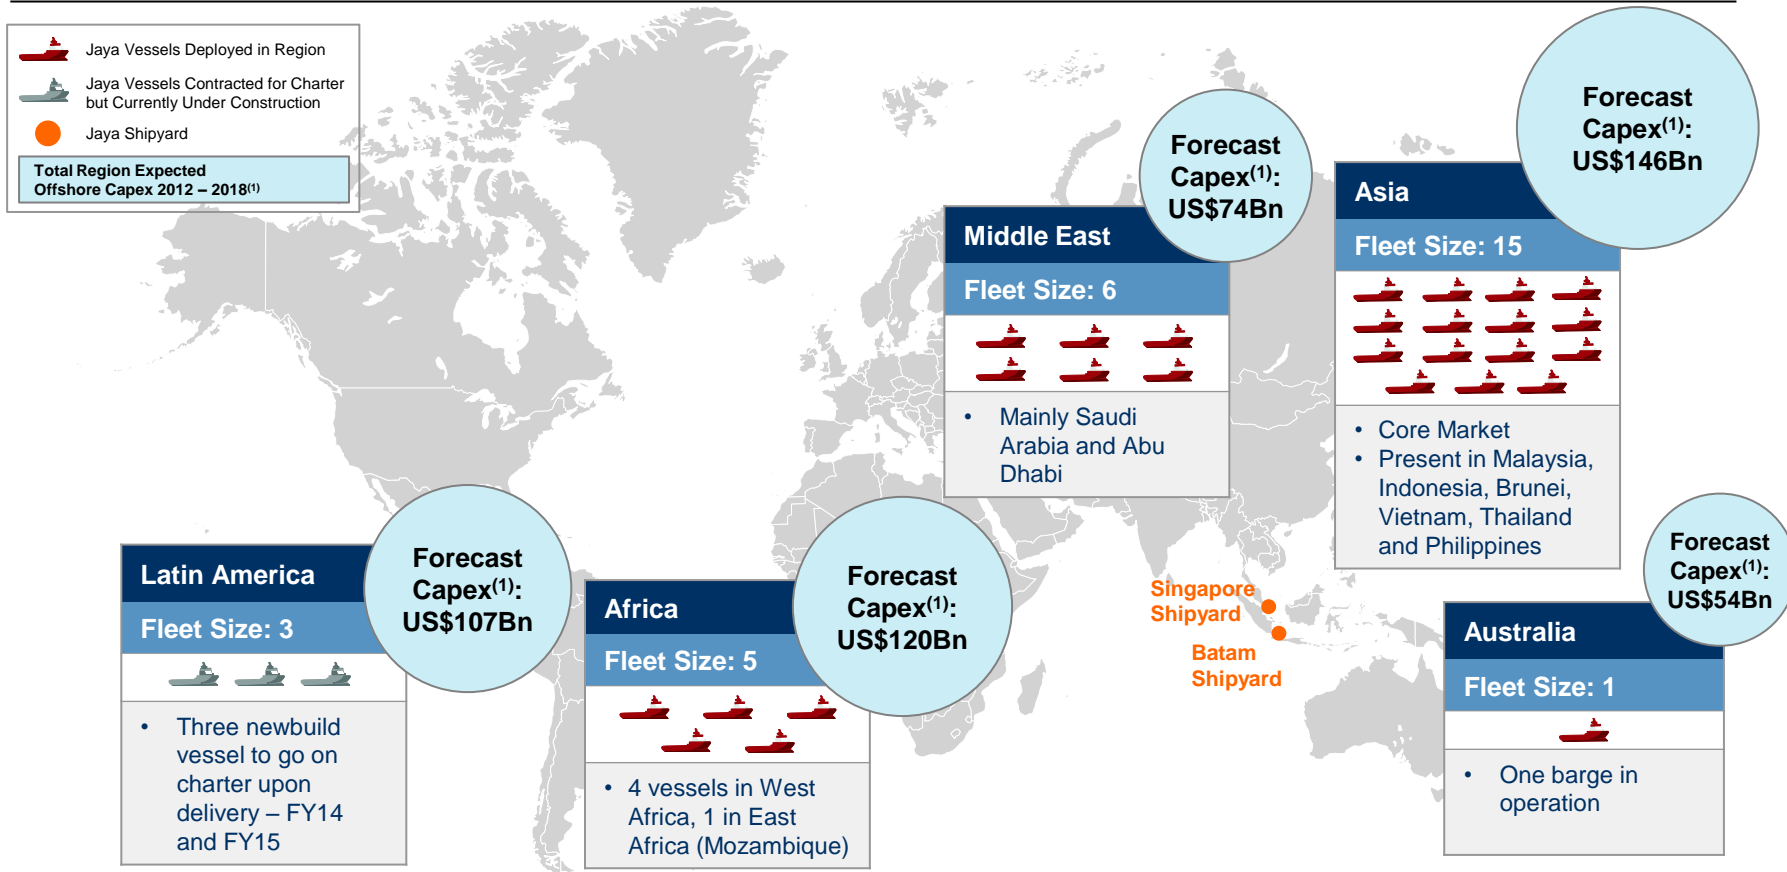 Jaya Vessels Deployed in Region
Jaya Vessels Contracted for Charter
but Currently Under Construction
Jaya Shipyard
Total Region Expected
Offshore Capex 2012 – 2018(1)
Forecast
Capex(1):
US$146Bn
Asia
Fleet Size: 15
• Core Market
• Present in Malaysia,
Indonesia, Brunei,
Vietnam, Thailand
and Philippines
Forecast
Capex(1):
US$74Bn
Middle East
Fleet Size: 6
• Mainly Saudi
Arabia and Abu
Dhabi
Forecast
Capex(1):
US$107Bn
Latin America
Fleet Size: 3
• Three newbuild
vessel to go on
charter upon
delivery – FY14
and FY15
Forecast
Capex(1):
US$120Bn
Africa
Fleet Size: 5
• 4 vessels in West
Africa, 1 in East
Africa (Mozambique)
Singapore
Shipyard
Batam
Shipyard
Forecast
Capex(1):
US$54Bn
Australia
Fleet Size: 1
• One barge in
operation